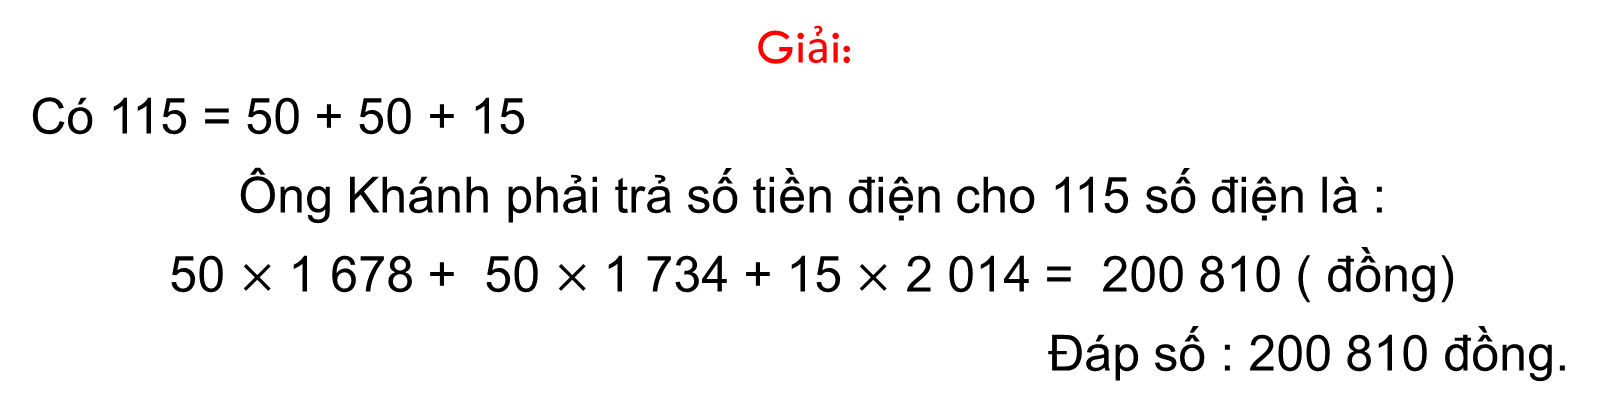 Giải:
Có 115 = 50 + 50 + 15
Ông Khánh phải trả số tiền điện cho 115 số điện là :
50 × 1 678 + 50 × 1 734 + 15 × 2 014 = 200 810 ( đồng)
Đáp số : 200 810 đồng.